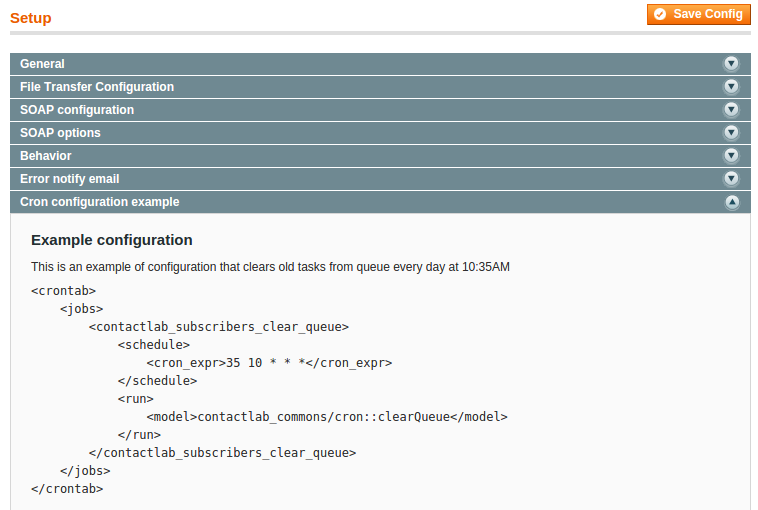 Setup
Save Config
General
File Transfer Configuration
SOAP configuration
SOAP options
Behavior
Error notify email
Cron configuration example
Example configuration
This is an example of configuration that clears old tasks from queue every day at 10:35AM
<crontab>
    <jobs>
        <contactlab_subscribers_clear_queue>
            <schedule>
                <cron_expr>35 10 * * *</cron_expr>
            </schedule>
            <run>
                <model>contactlab_commons/cron::clearQueue</model>
            </run>
        </contactlab_subscribers_clear_queue>
    </jobs>
</crontab>